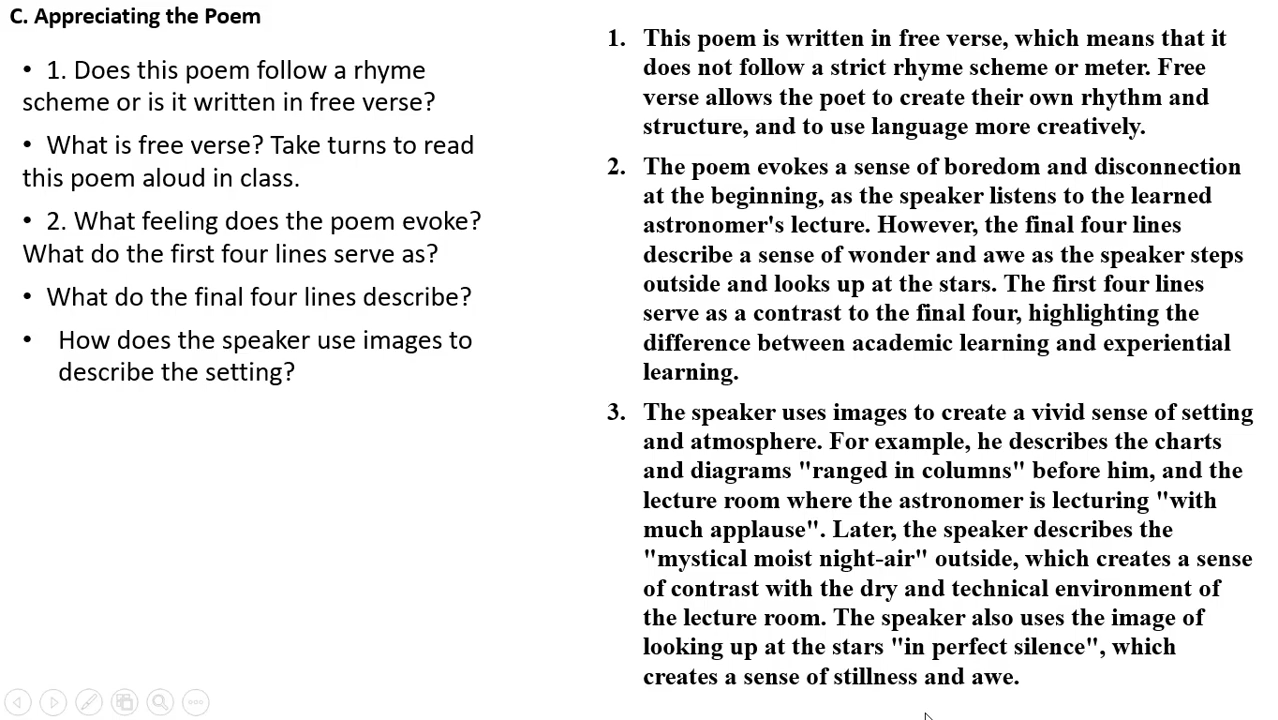 C. Appreciating the Poem
• 1. Does this poem follow a rhyme
scheme or is it written in free verse?
• What is free verse? Take turns to read
this poem aloud in class.
• 2. What feeling does the poem evoke?
What do the first four lines serve as?
• What do the final four lines describe?
• How does the speaker use images to
describe the setting?
1. This poem is written in free verse, which means that it
does not follow a strict rhyme scheme or meter. Free
verse allows the poet to create their own rhythm and
structure, and to use language more creatively.
2. The poem evokes a sense of boredom and disconnection
at the beginning, as the speaker listens to the learned
astronomer's lecture. However, the final four lines
describe a sense of wonder and awe as the speaker steps
outside and looks up at the stars. The first four lines
serve as a contrast to the final four, highlighting the
difference between academic learning and experiential
learning.
3. The speaker uses images to create a vivid sense of setting
and atmosphere. For example, he describes the charts
and diagrams "ranged in columns" before him, and the
lecture room where the astronomer is lecturing "with
much applause". Later, the speaker describes the
"mystical moist night-air" outside, which creates a sense
of contrast with the dry and technical environment of
the lecture room. The speaker also uses the image of
looking up at the stars "in perfect silence", which
creates a sense of stillness and awe.